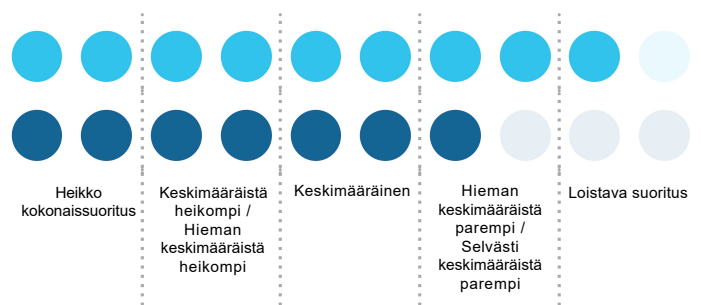 Heikko
kokonaissuoritus
Keskimääräistä
heikompi /
Hieman
keskimääräistä
heikompi
Keskimääräinen
Hieman
keskimääräistä
parempi /
Selvästi
keskimääräistä
parempi
Loistava suoritus